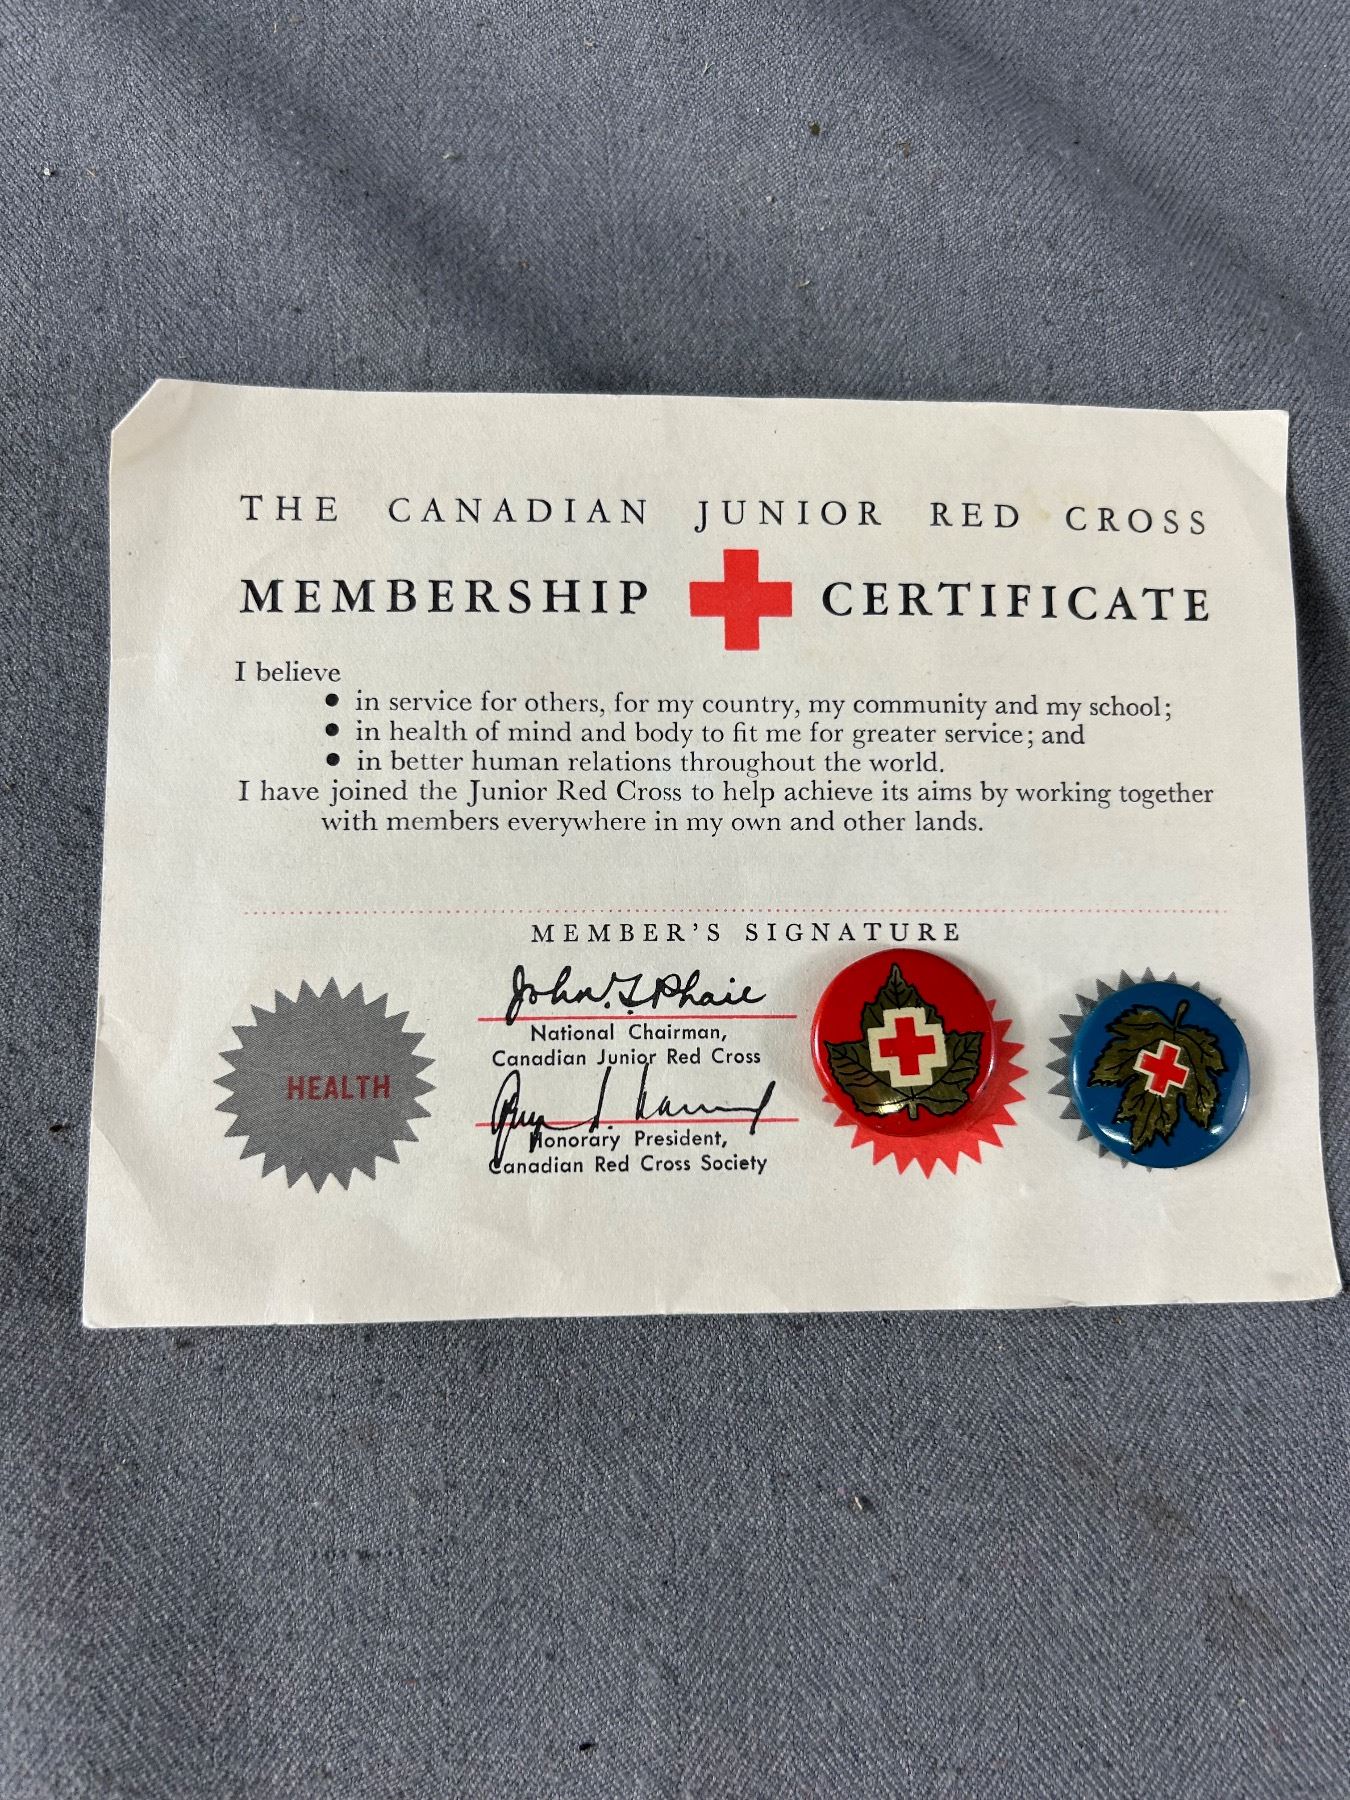 THE CANADIAN JUNIOR RED CROSS
MEMBERSHIP CERTIFICATE
I believe
• in service for others, for my country, my community and my school;
• in health of mind and body to fit me for greater service; and
• in better human relations throughout the world.
I have joined the Junior Red Cross to help achieve its aims by working together
with members everywhere in my own and other lands.
MEMBER'S SIGNATURE
John
National Chairman,
Canadian Junior Red Cross
Honorary President,
Canadian Red Cross Society
HEALTH